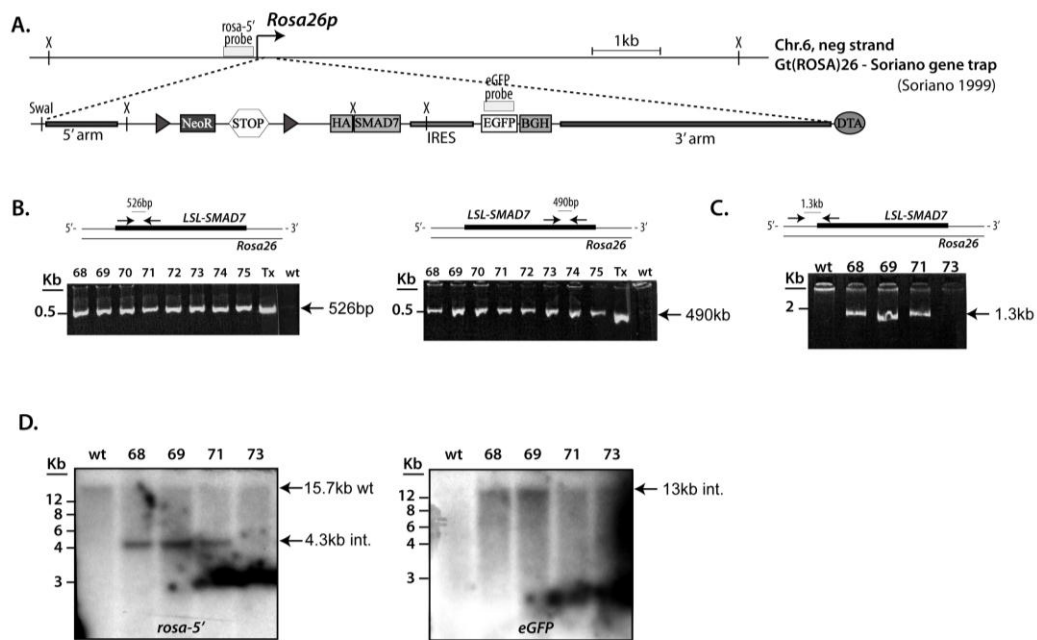 A.
rosa-5'
probe
Rosa26p
X
1kb
X
Chr.6, neg strand
Gt(ROSA)26 - Soriano gene trap
(Soriano 1999)
eGFP
probe
SwaI
X
X
X
5' arm
NeoR
STOP
HA
SMAD7
IRES
EGFP
BGH
3' arm
DTA
B.
526bp
LSL-SMAD7
5'-
- 3'
Rosa26
Kb
68 69 70 71 72 73 74 75 Tx wt
0.5
526bp
LSL-SMAD7
490bp
5'-
- 3'
Rosa26
Kb
68 69 70 71 72 73 74 75 Tx wt
0.5
490kb
C.
1.3kb
LSL-SMAD7
5'-
- 3'
Rosa26
Kb
wt 68 69 71 73
2
1.3kb
D.
Kb
wt 68 69 71 73
12
8
6
4
3
15.7kb wt
4.3kb int.
rosa-5'
Kb
wt 68 69 71 73
12
8
6
4
3
13kb int.
eGFP